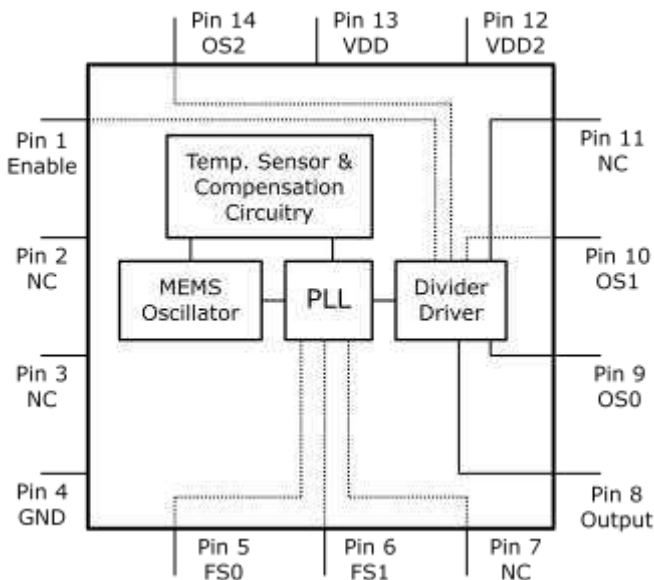 Pin 14
OS2
Pin 13
VDD
Pin 12
VDD2
Pin 1
Enable
Pin 11
NC
Temp. Sensor &
Compensation
Circuitry
Pin 2
NC
Pin 10
OS1
MEMS
Oscillator
PLL
Divider
Driver
Pin 3
NC
Pin 9
OS0
Pin 4
GND
Pin 8
Output
Pin 5
FS0
Pin 6
FS1
Pin 7
NC